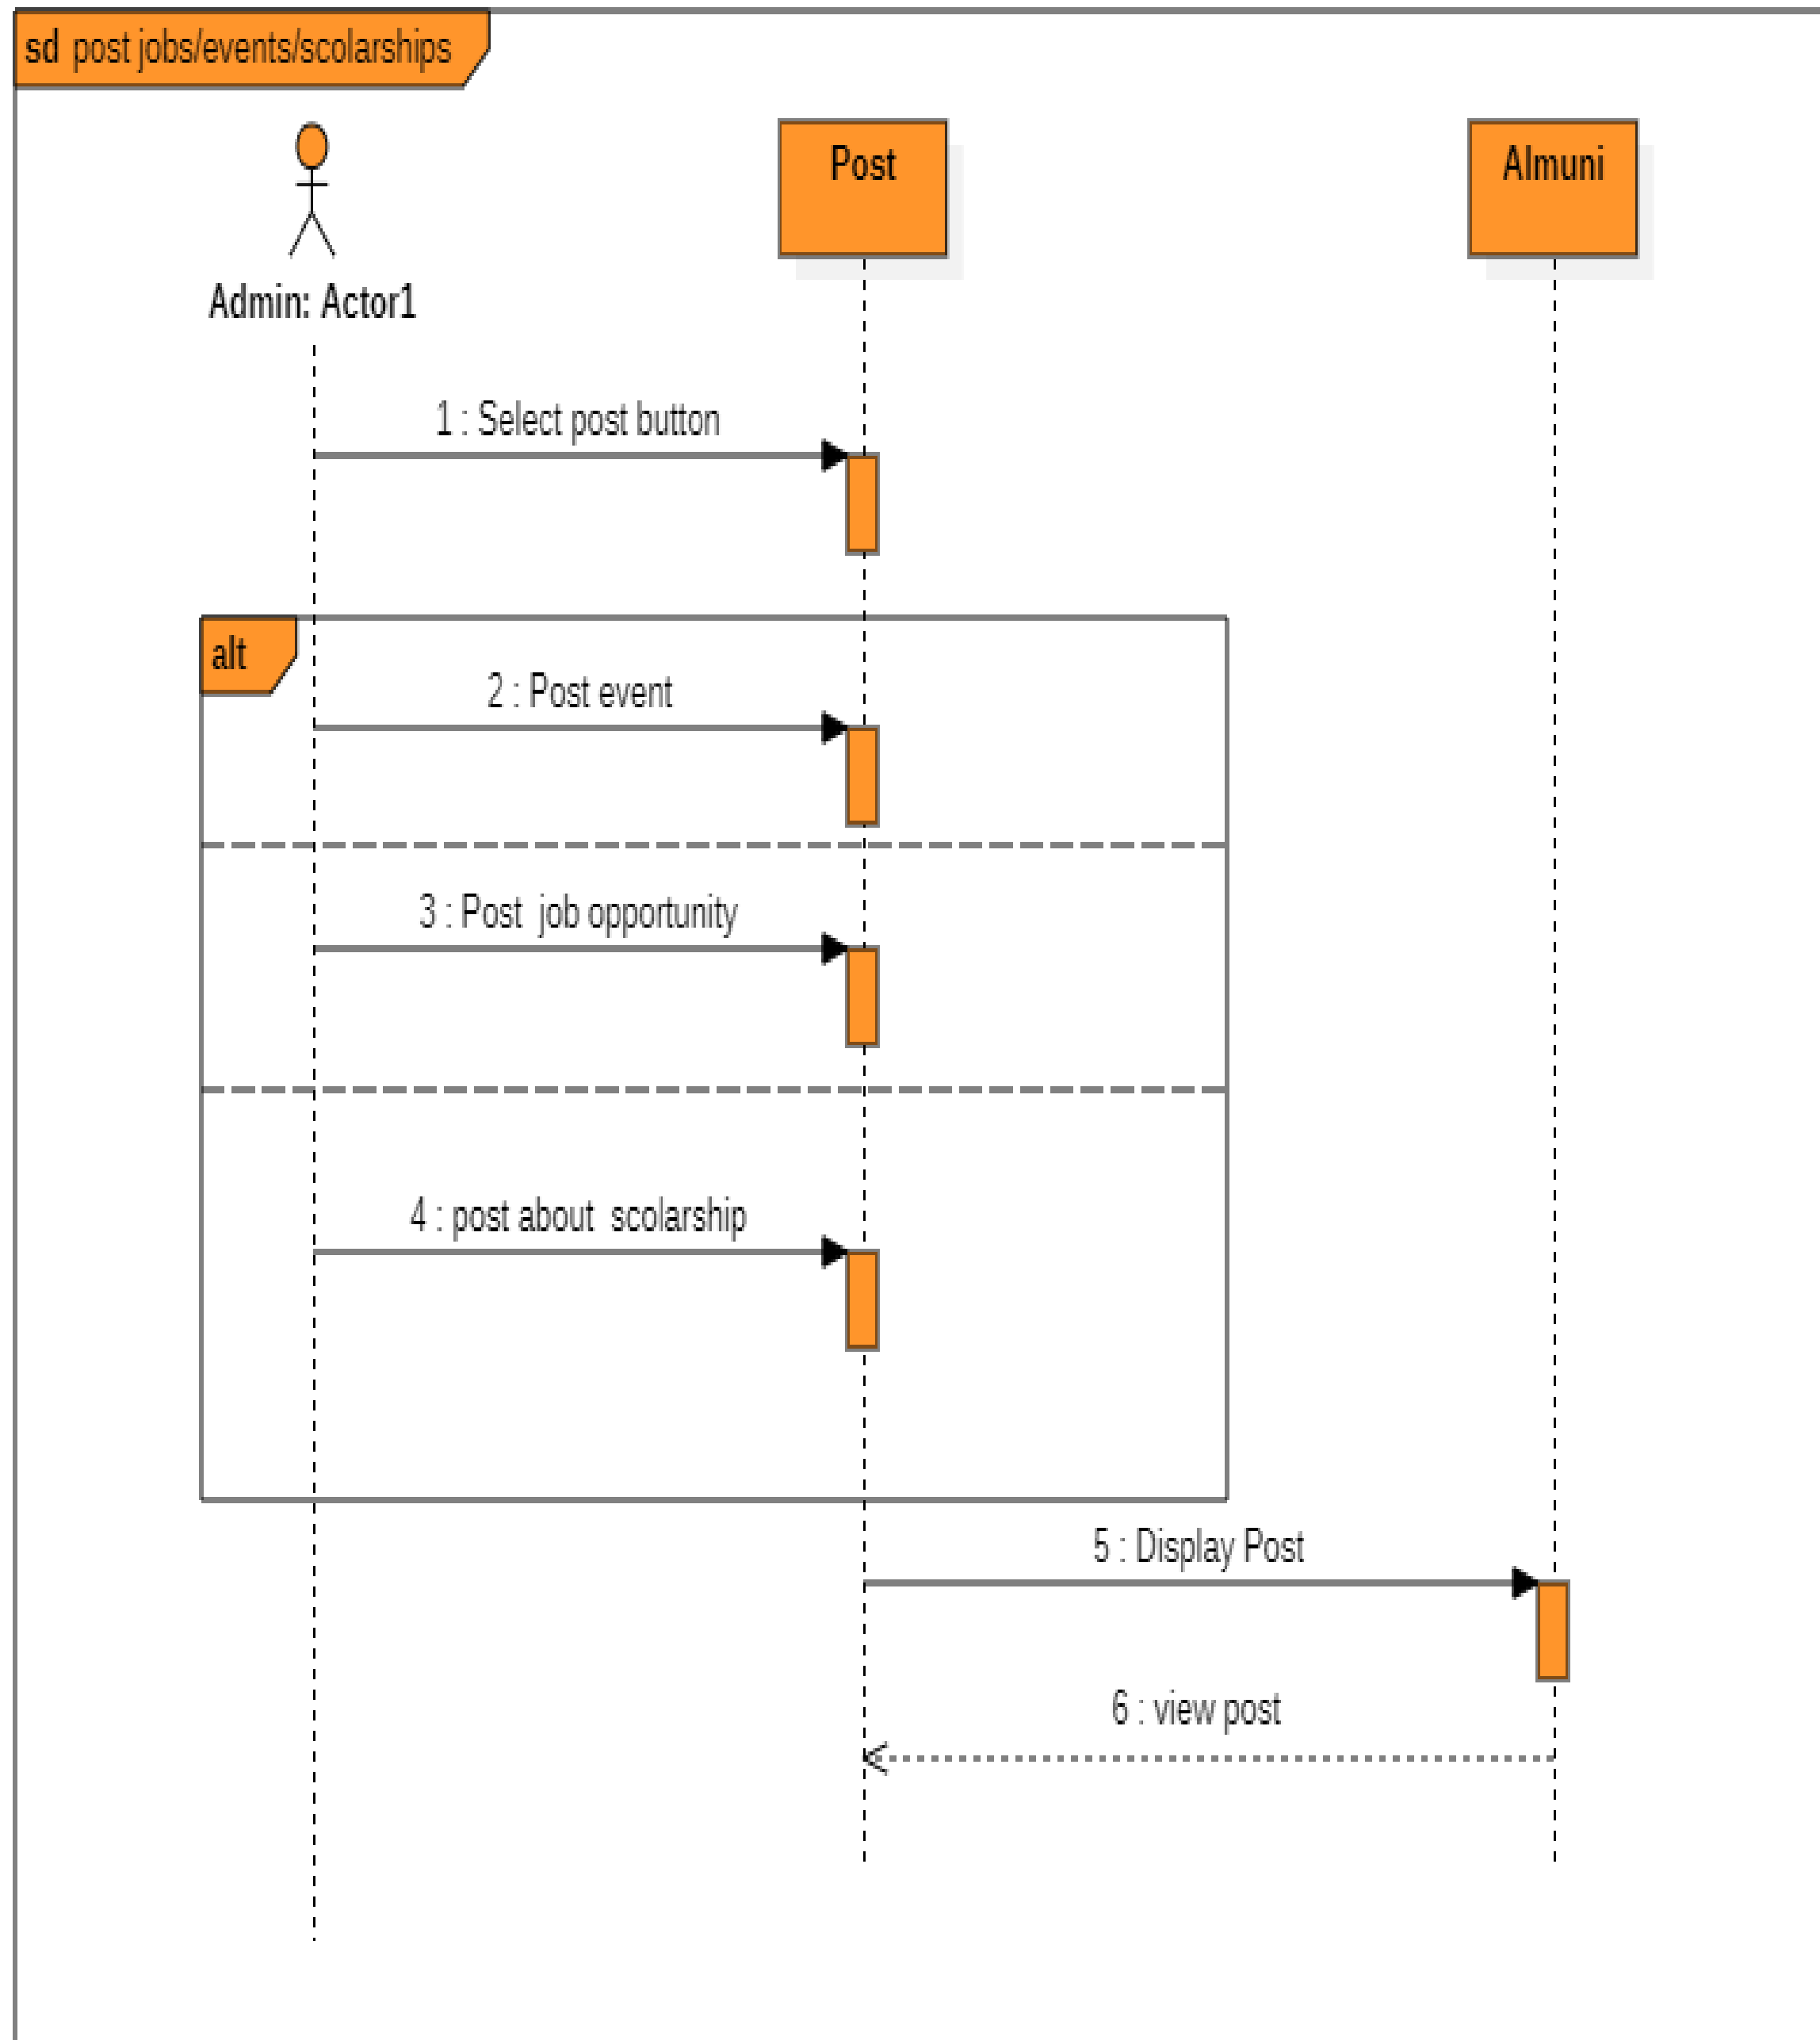 sd post jobs/events/scolarships
Post
Almuni
Admin: Actor1
1 : Select post button
alt
2 : Post event
3 : Post  job opportunity
4 : post about  scolarship
5 : Display Post
6 : view post